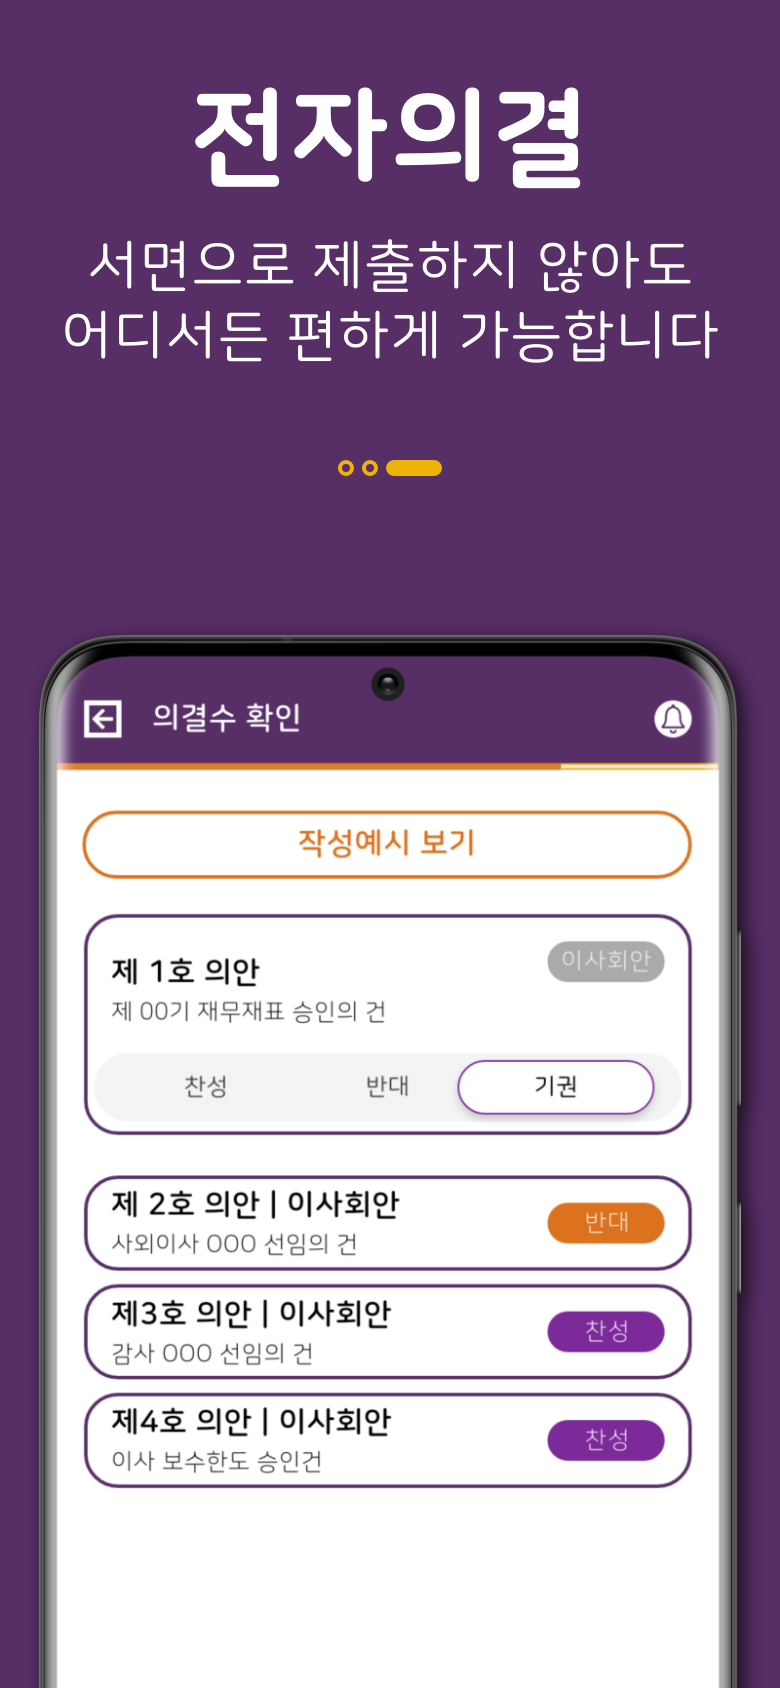 전자의결
서면으로 제출하지 않아도
어디서든 편하게 가능합니다
의결수 확인
작성예시 보기
제 1호 의안
이사회안
제 00기 재무재표 승인의 건
찬성 반대 기권
제 2호 의안 | 이사회안
사외이사 OOO 선임의 건
반대
제3호 의안 | 이사회안
감사 OOO 선임의 건
찬성
제4호 의안 | 이사회안
이사 보수한도 승인건
찬성